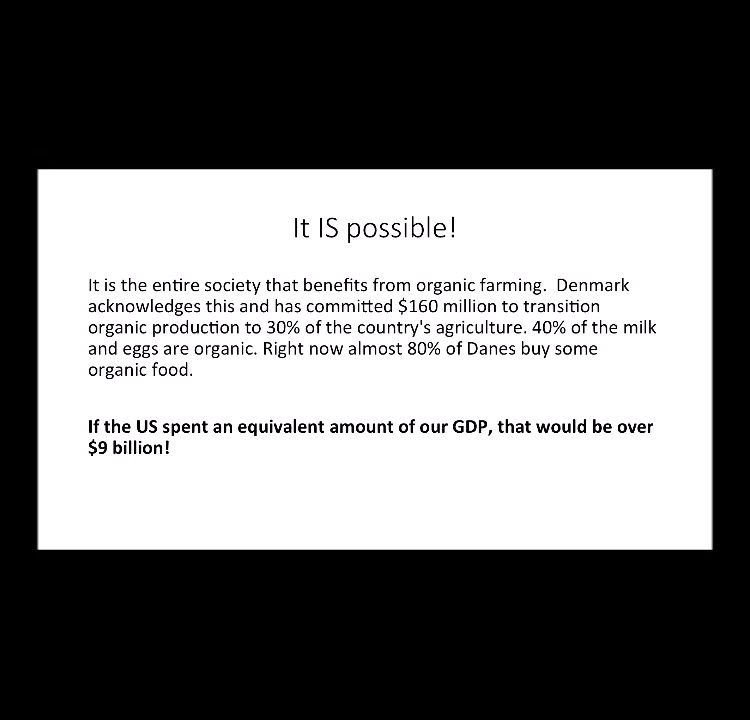 It IS possible!
It is the entire society that benefits from organic farming.  Denmark
acknowledges this and has committed $160 million to transition
organic production to 30% of the country's agriculture. 40% of the milk
and eggs are organic. Right now almost 80% of Danes buy some
organic food.
If the US spent an equivalent amount of our GDP, that would be over
$9 billion!